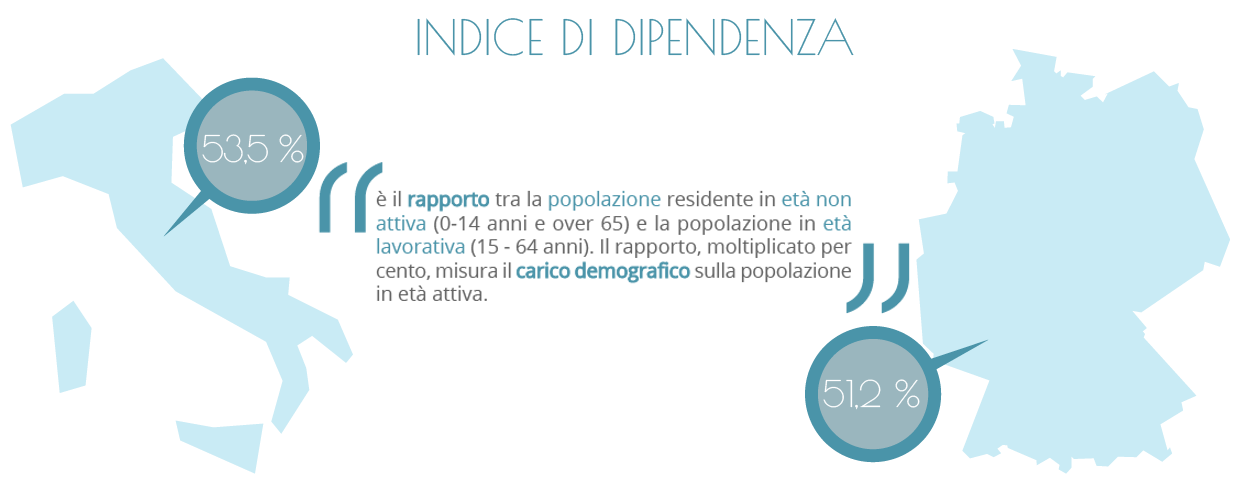 INDICE DI DIPENDENZA
53,5 %
è il rapporto tra la popolazione residente in età non
attiva (0-14 anni e over 65) e la popolazione in età
lavorativa (15 - 64 anni). Il rapporto, moltiplicato per
cento, misura il carico demografico sulla popolazione
in età attiva.
51,2 %